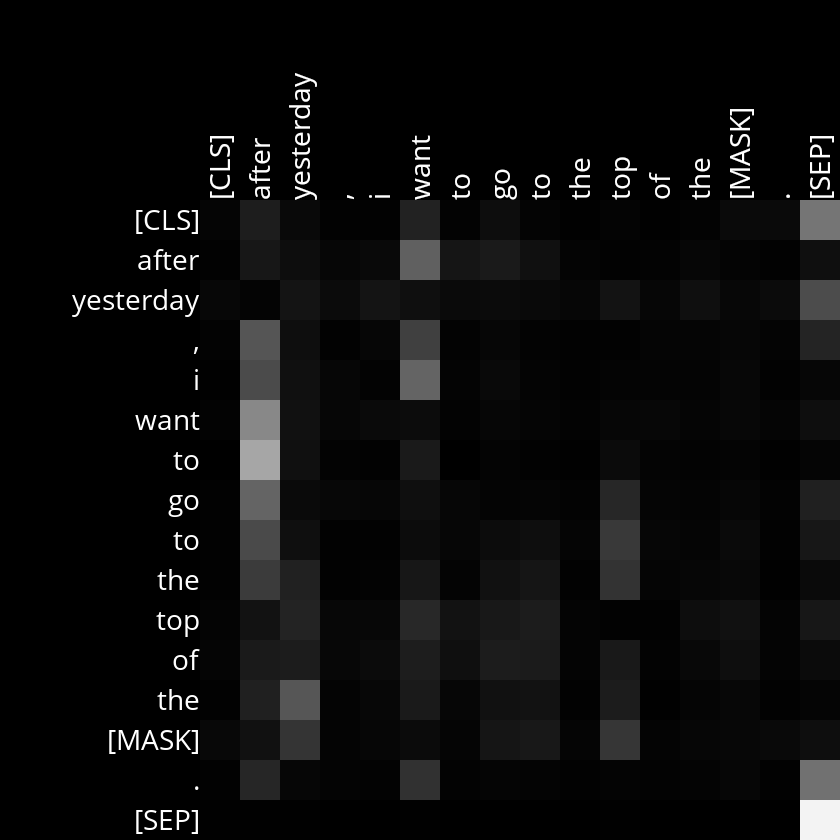 [CLS] after yesterday , i want to go to the top of the [MASK] . [SEP]
[CLS]
after
yesterday
,
i
want
to
go
to
the
top
of
the
[MASK]
.
[SEP]